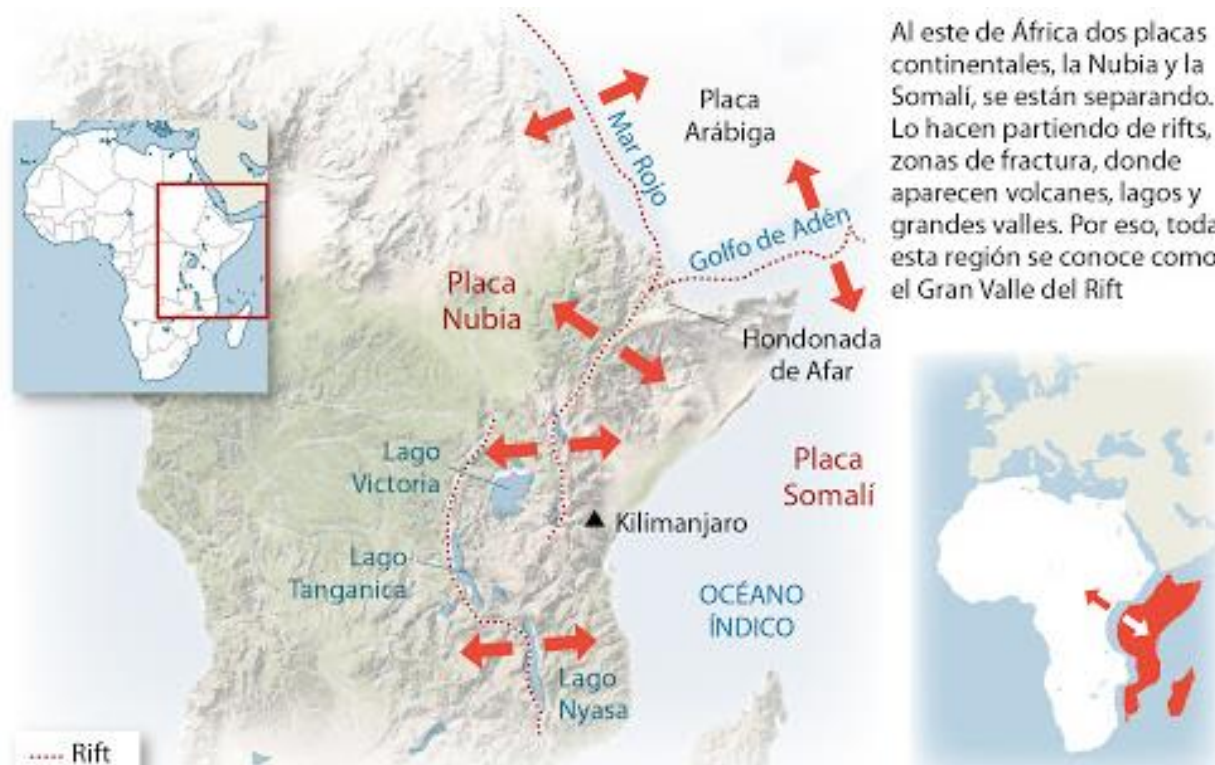 Al este de África dos placas
continentales, la Nubia y la
Somalí, se están separando.
Lo hacen partiendo de rifts,
zonas de fractura, donde
aparecen volcanes, lagos y
grandes valles. Por eso, toda
esta región se conoce como
el Gran Valle del Rift
Placa
Arábiga
Mar Rojo
Golfo de Adén
Placa
Nubia
Hondonada
de Afar
Lago
Victoria
Placa
Somalí
Kilimanjaro
Lago
Tanganica
OCÉANO
ÍNDICO
Lago
Nyasa
Rift